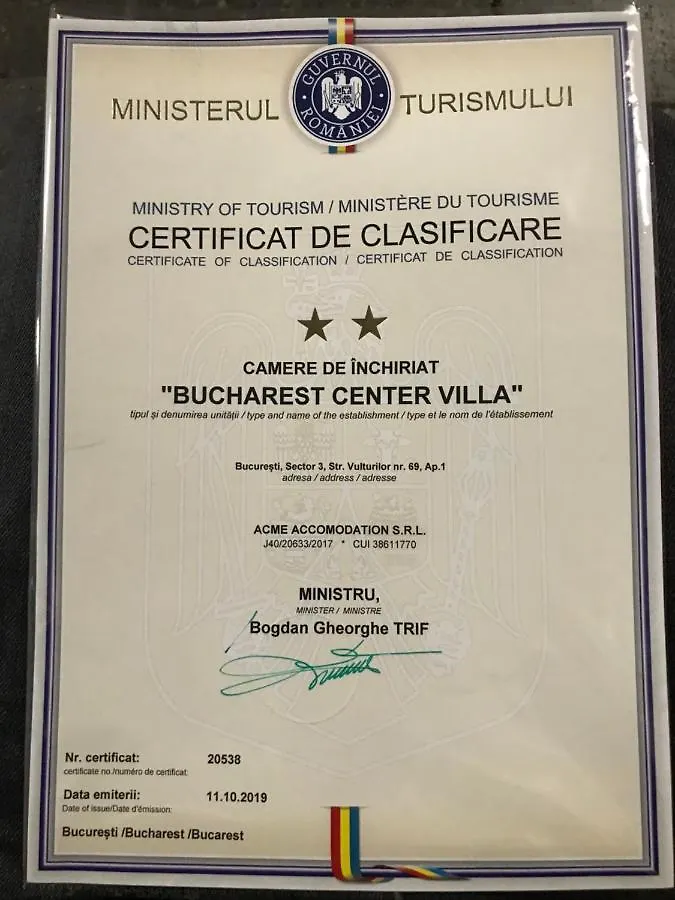 MINISTERUL
GUVERNUL ROMÂNIEI
TURISMULUI
MINISTRY OF TOURISM / MINISTÈRE DU TOURISME
CERTIFICAT DE CLASIFICARE
CERTIFICATE OF CLASSIFICATION / CERTIFICAT DE CLASSIFICATION
CAMERE DE ÎNCHIRIAT
"BUCHAREST CENTER VILLA"
tipul și denumirea unității / type and name of the establishment / type et le nom de l'établissement
București, Sector 3, Str. Vulturilor nr. 69, Ap.1
adresa / address / adresse
ACME ACCOMODATION S.R.L.
J40/20633/2017 * CUI 38611770
MINISTRU,
MINISTER / MINISTRE
Bogdan Gheorghe TRIF
Nr. certificat: 20538
certificate no./numéro de certificat:
Data emiterii: 11.10.2019
Date of issue/Date d'émission:
București /Bucharest /Bucarest